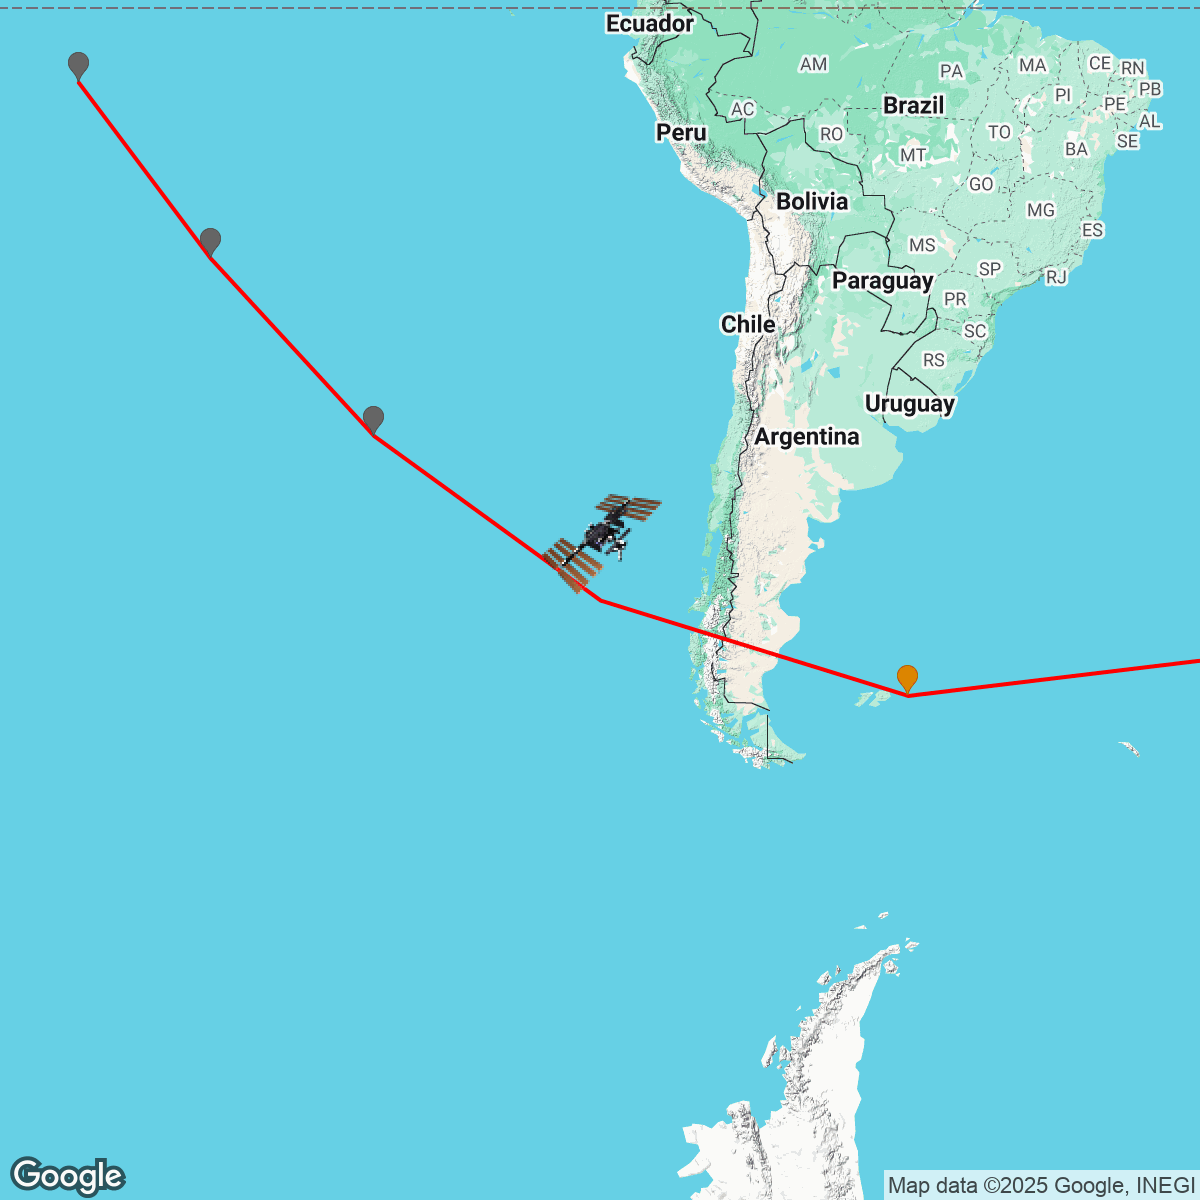 Ecuador
AM
PA
MA
CE
RN
PI
PB
PE
AC
Brazil
AL
Peru
RO
TO
SE
MT
BA
GO
Bolivia
MG
MS
ES
SP
Paraguay
RJ
PR
Chile
SC
RS
Uruguay
Argentina
Google
Map data ©2025 Google, INEGI